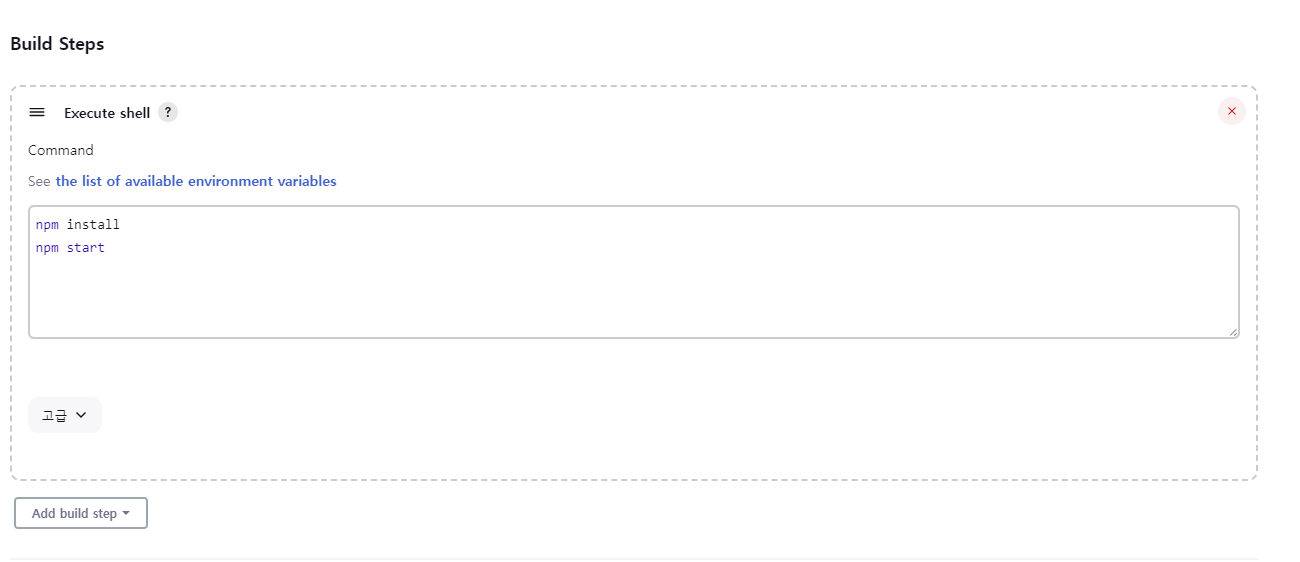 Build Steps
Execute shell ?
Command
See the list of available environment variables
npm install
npm start
고급
Add build step